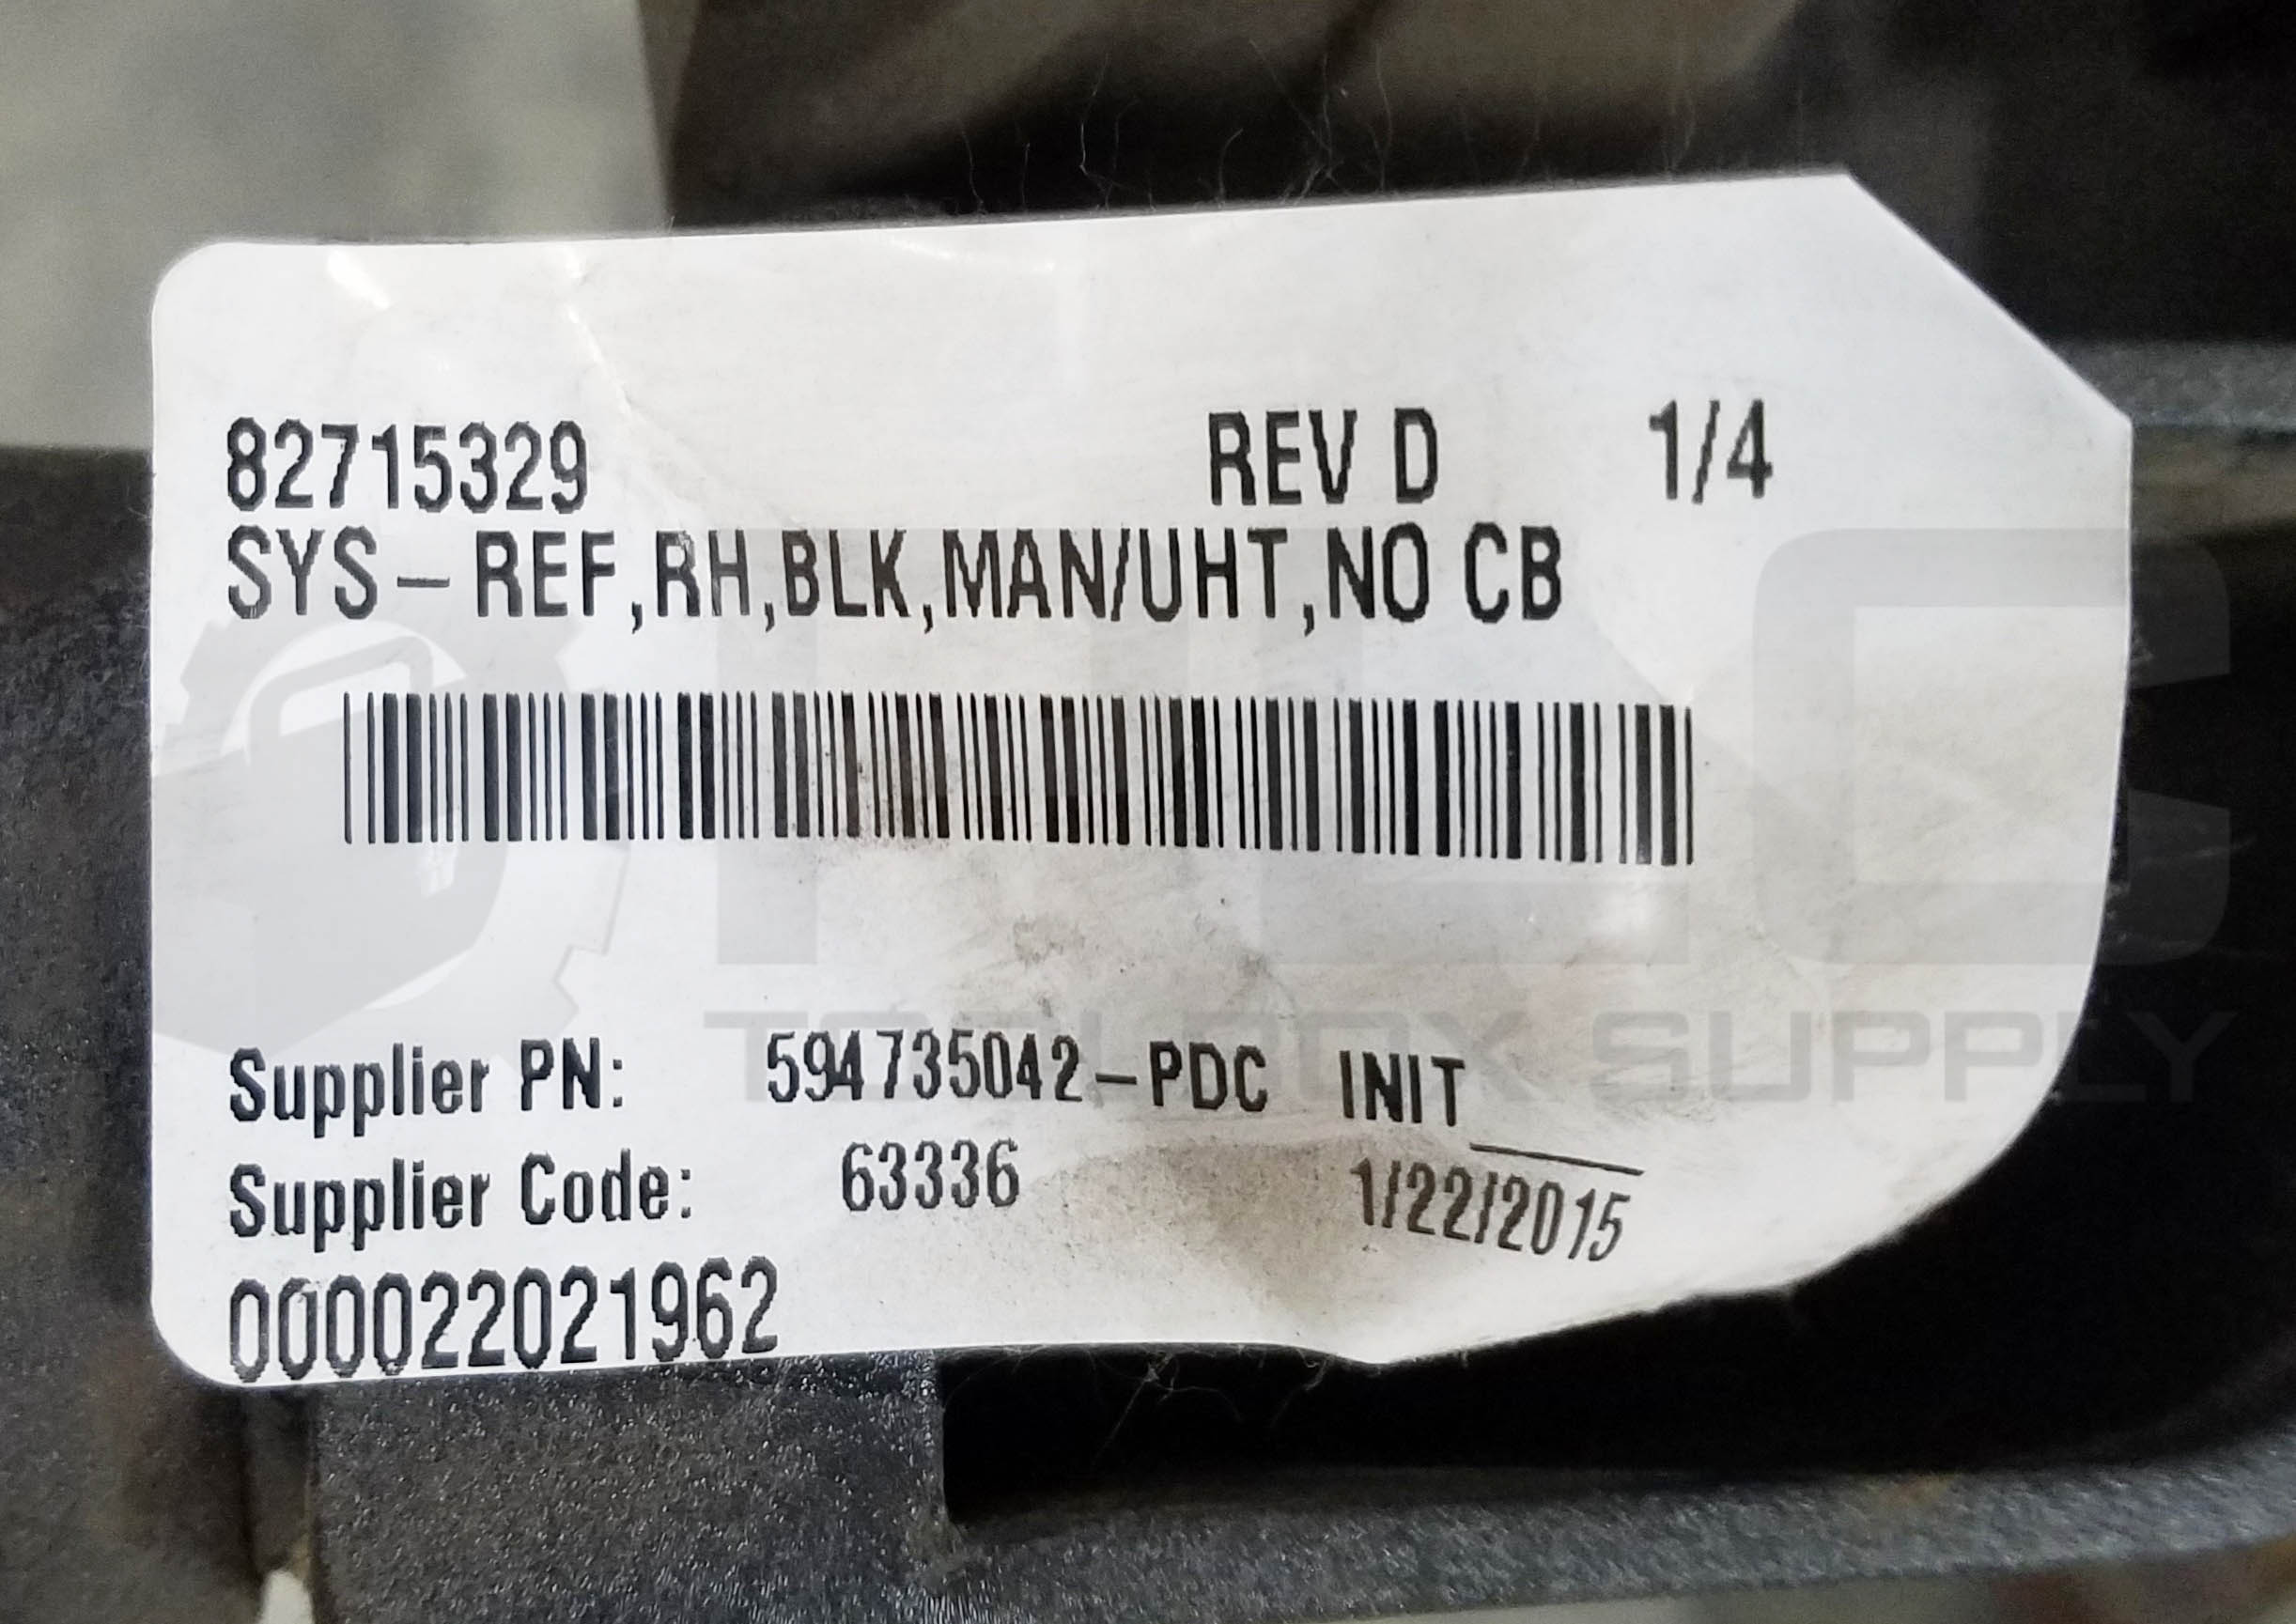 82715329 REV D 1/4
SYS-REF,RH,BLK,MAN/UHT,NO CB
Supplier PN: 594735042-PDC INIT____
Supplier Code: 63336 1/22/2015
000022021962
TOOLBOX SUPPLY